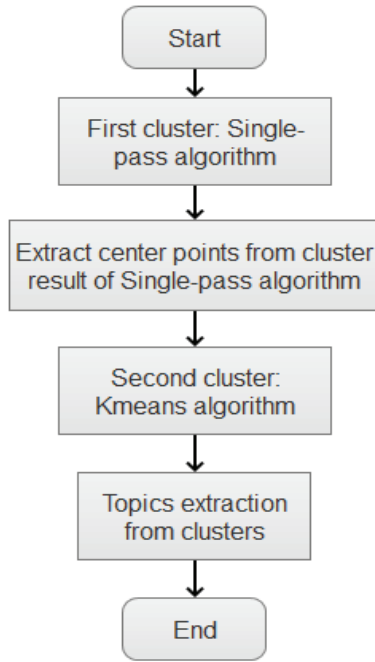 Start
First cluster: Single-
pass algorithm
Extract center points from cluster
result of Single-pass algorithm
Second cluster:
Kmeans algorithm
Topics extraction
from clusters
End